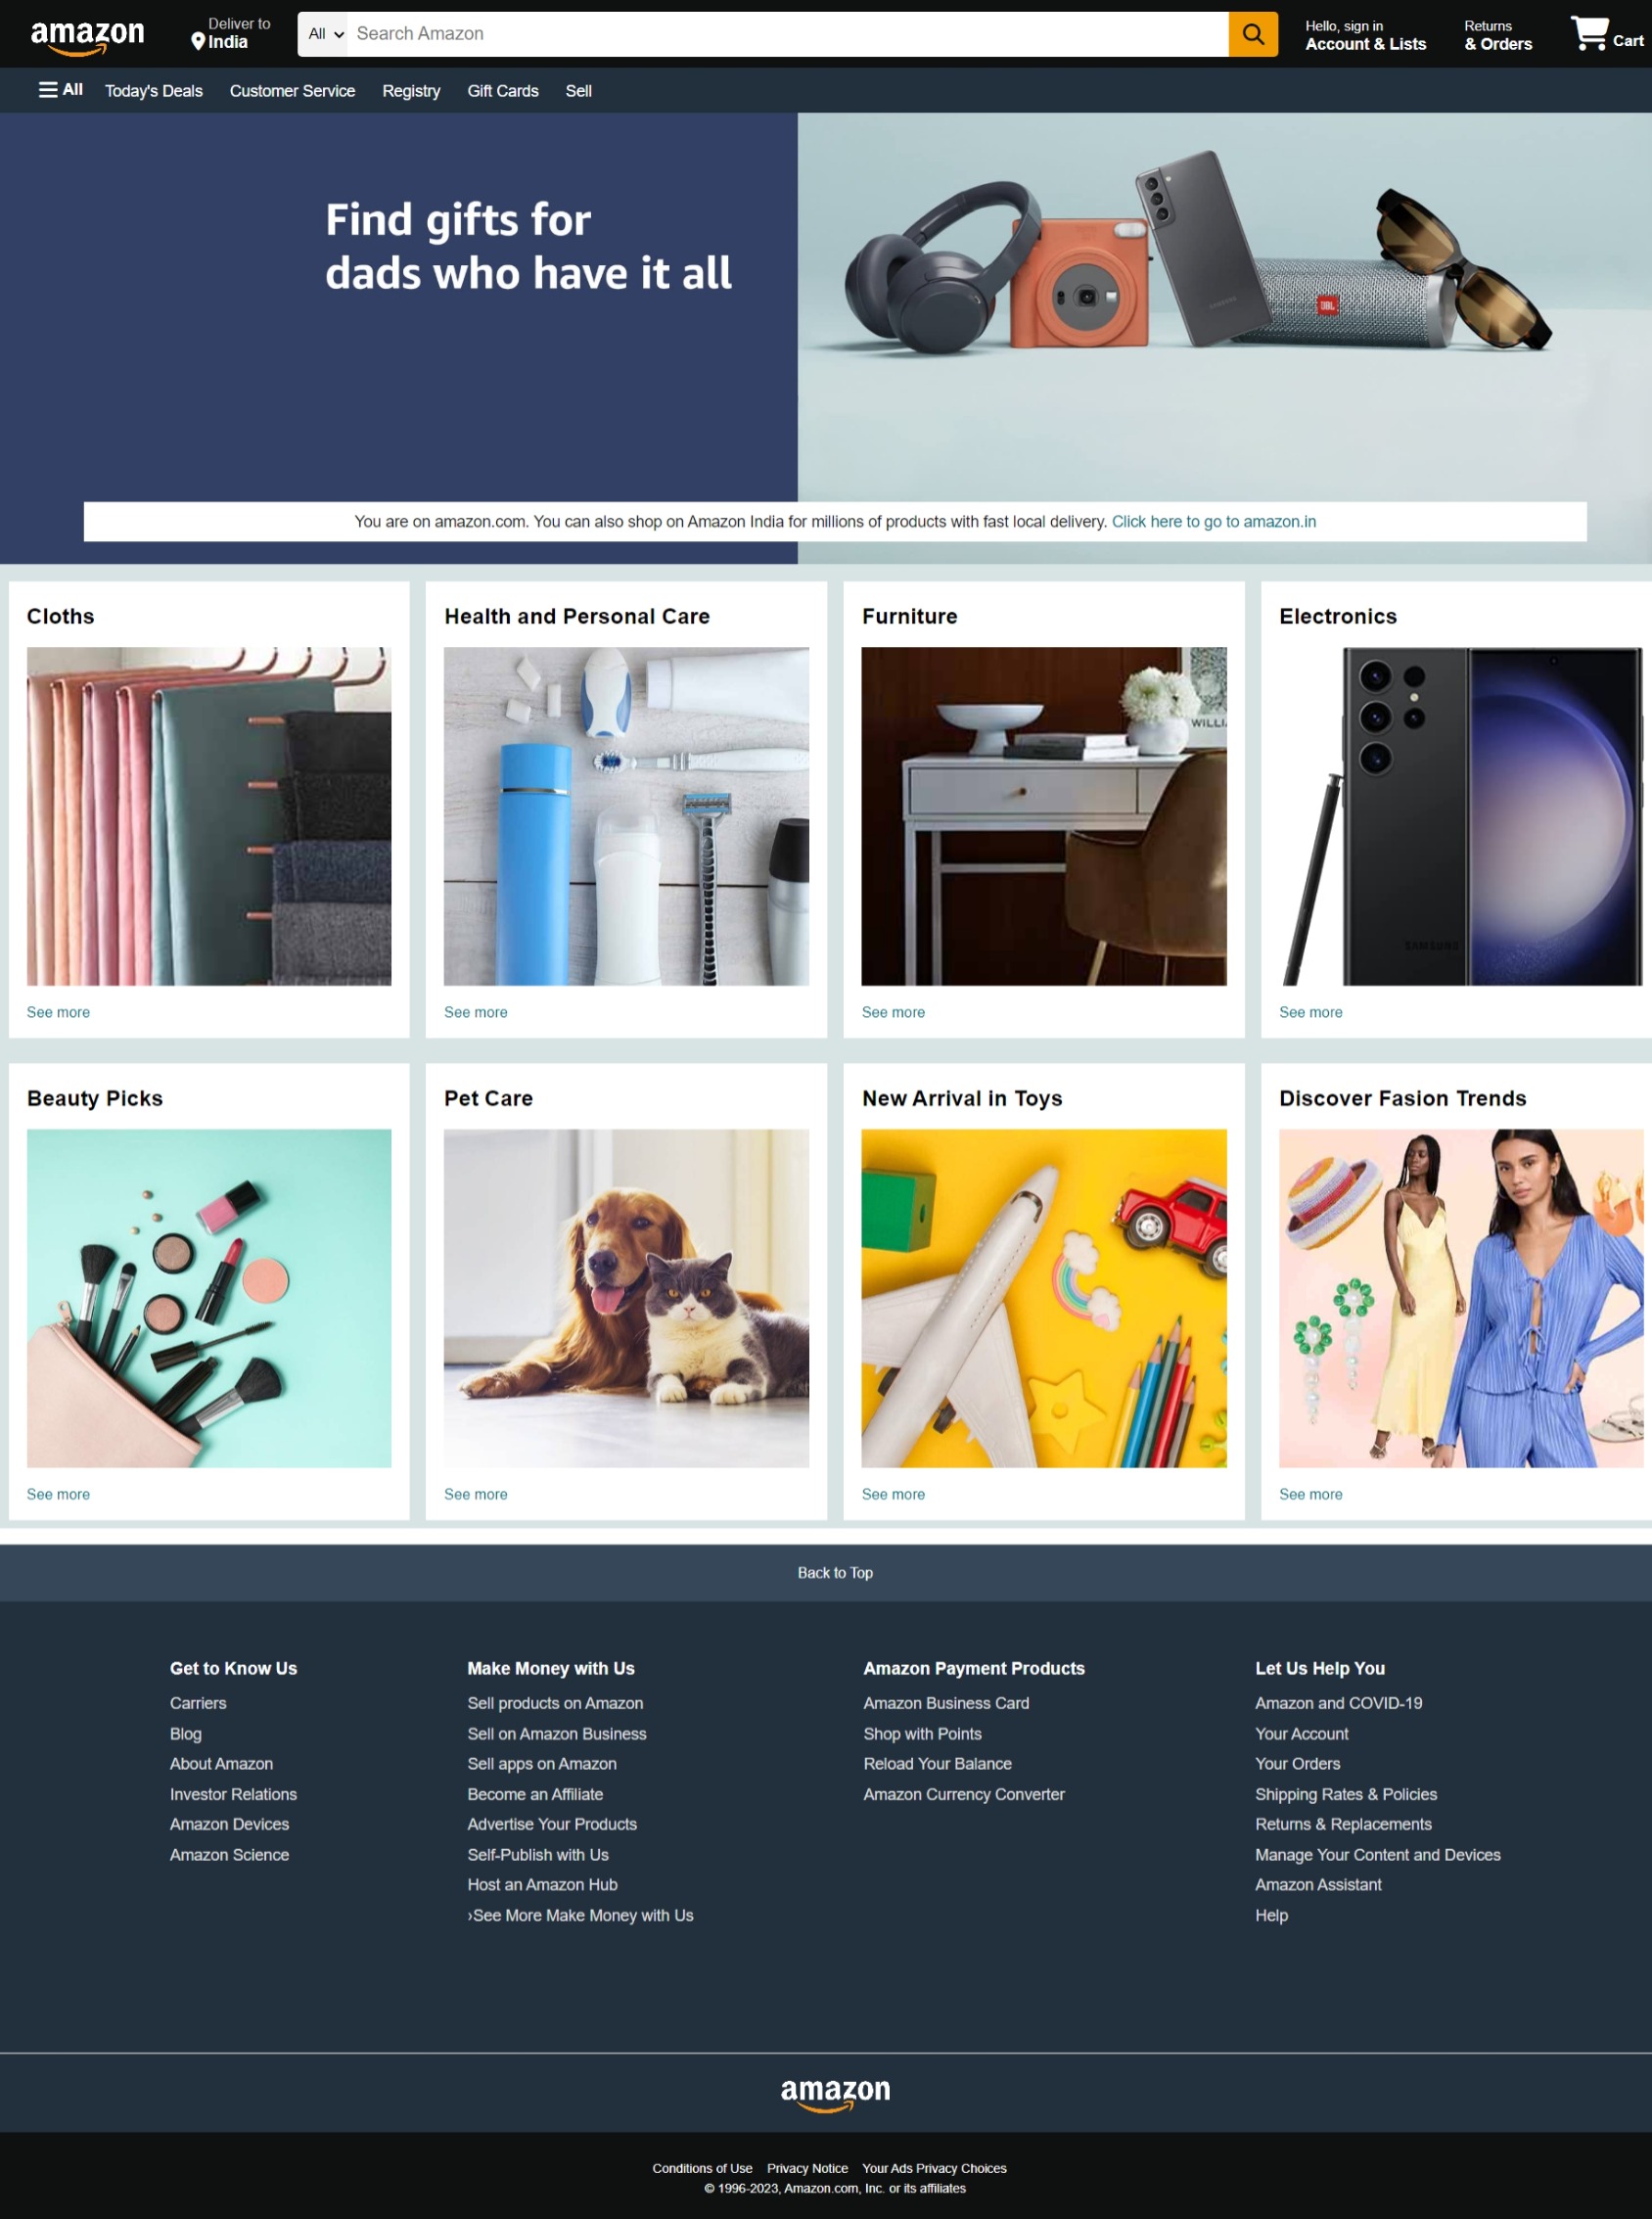 amazon
Deliver to
India
All
Search Amazon
Hello, sign in
Account & Lists
Returns
& Orders
Cart
All
Today's Deals
Customer Service
Registry
Gift Cards
Sell
Find gifts for
dads who have it all
SAMSUNG
JBL
You are on amazon.com. You can also shop on Amazon India for millions of products with fast local delivery. Click here to go to amazon.in
Cloths
Health and Personal Care
Furniture
Electronics
WILLI
SAMSUNG
See more
See more
See more
See more
Beauty Picks
Pet Care
New Arrival in Toys
Discover Fasion Trends
See more
See more
See more
See more
Back to Top
Get to Know Us
Carriers
Blog
About Amazon
Investor Relations
Amazon Devices
Amazon Science
Make Money with Us
Sell products on Amazon
Sell on Amazon Business
Sell apps on Amazon
Become an Affiliate
Advertise Your Products
Self-Publish with Us
Host an Amazon Hub
›See More Make Money with Us
Amazon Payment Products
Amazon Business Card
Shop with Points
Reload Your Balance
Amazon Currency Converter
Let Us Help You
Amazon and COVID-19
Your Account
Your Orders
Shipping Rates & Policies
Returns & Replacements
Manage Your Content and Devices
Amazon Assistant
Help
amazon
Conditions of Use Privacy Notice Your Ads Privacy Choices
© 1996-2023, Amazon.com, Inc. or its affiliates